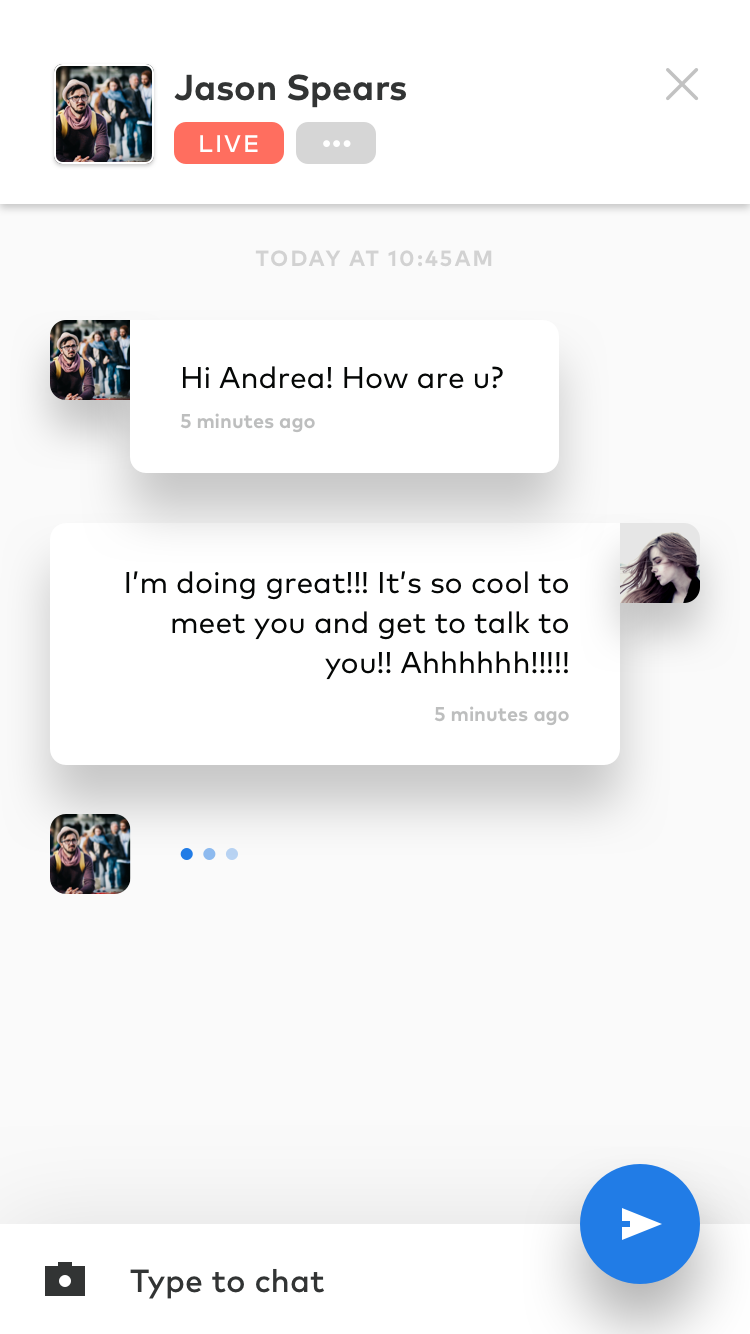 Jason Spears
LIVE
TODAY AT 10:45AM
Hi Andrea! How are u?
5 minutes ago
I’m doing great!!! It’s so cool to
meet you and get to talk to
you!! Ahhhhhh!!!!!
5 minutes ago
Type to chat